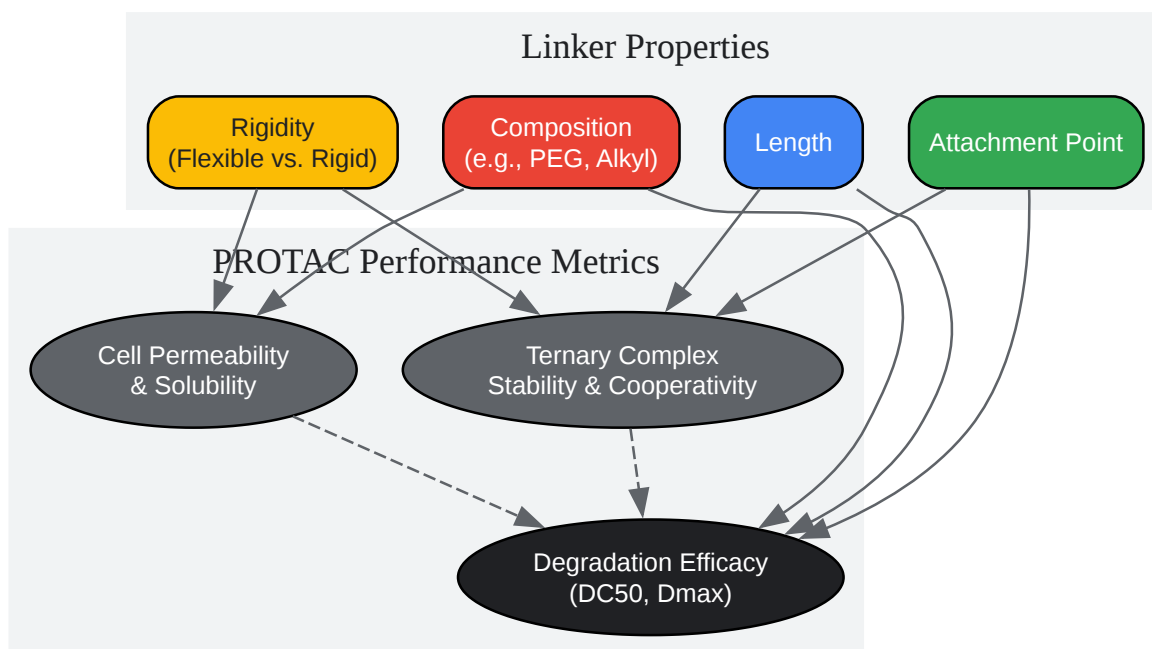 Linker Properties
Rigidity
(Flexible vs. Rigid)
Composition
(e.g., PEG, Alkyl)
Length
Attachment Point
PROTAC Performance Metrics
Cell Permeability
& Solubility
Ternary Complex
Stability & Cooperativity
Degradation Efficacy
(DC50, Dmax)